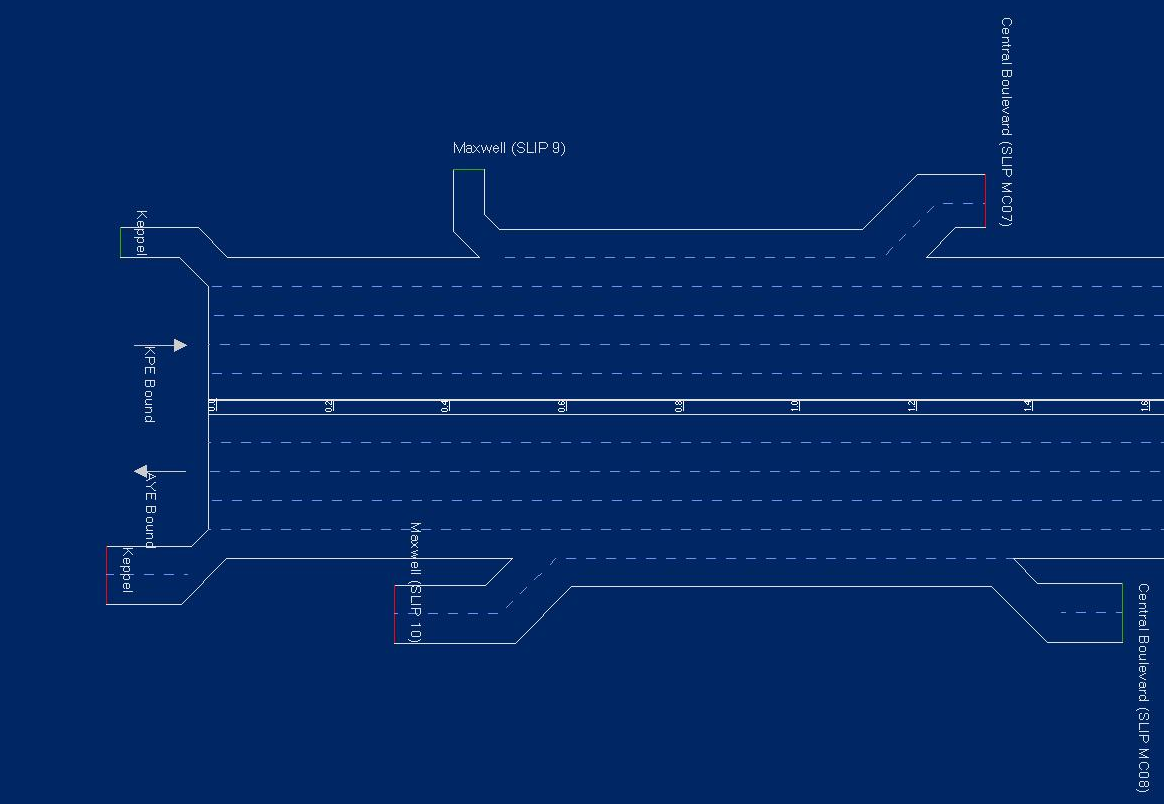 Central Boulevard (SLIP MC07)
Maxwell (SLIP 9)
Keppel
KPE Bound
0.0
0.2
0.4
0.6
0.8
1.0
1.2
1.4
1.6
AYE Bound
Keppel
Maxwell (SLIP 10)
Central Boulevard (SLIP MC08)